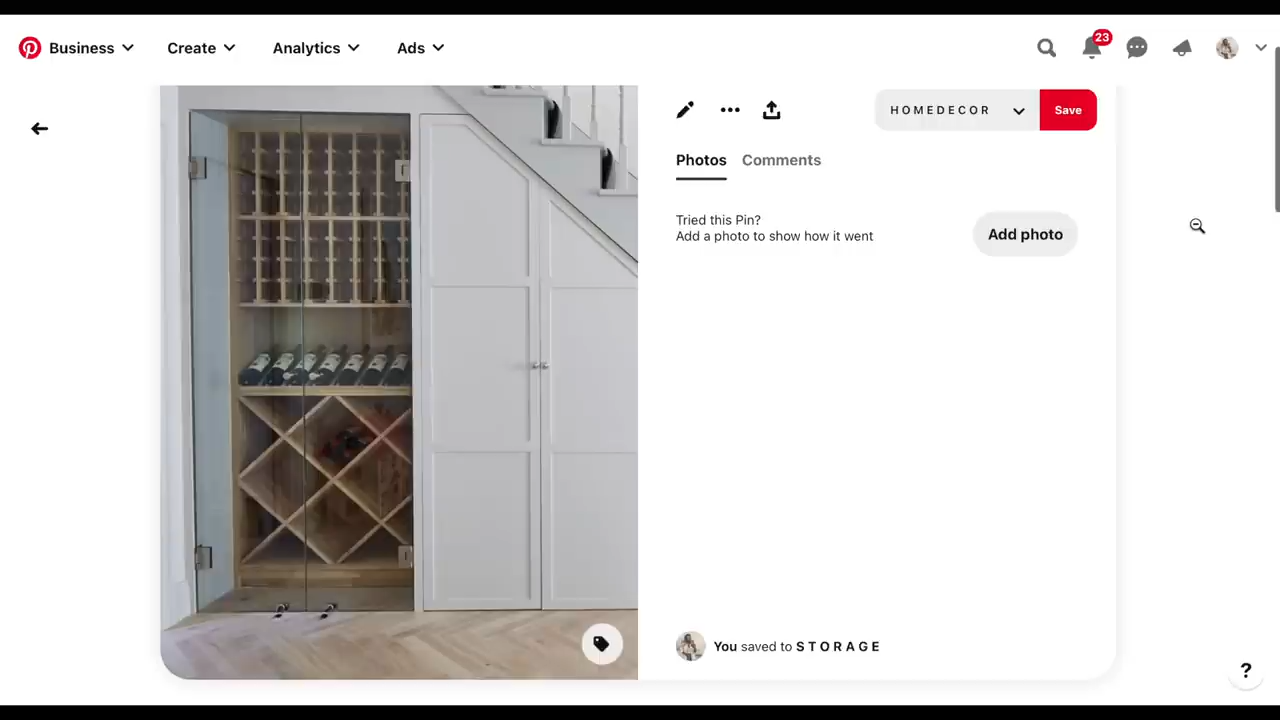 Business Create Analytics Ads 23
HOMEDECOR Save
Photos Comments
Tried this Pin?
Add a photo to show how it went
Add photo
You saved to STORAGE
?